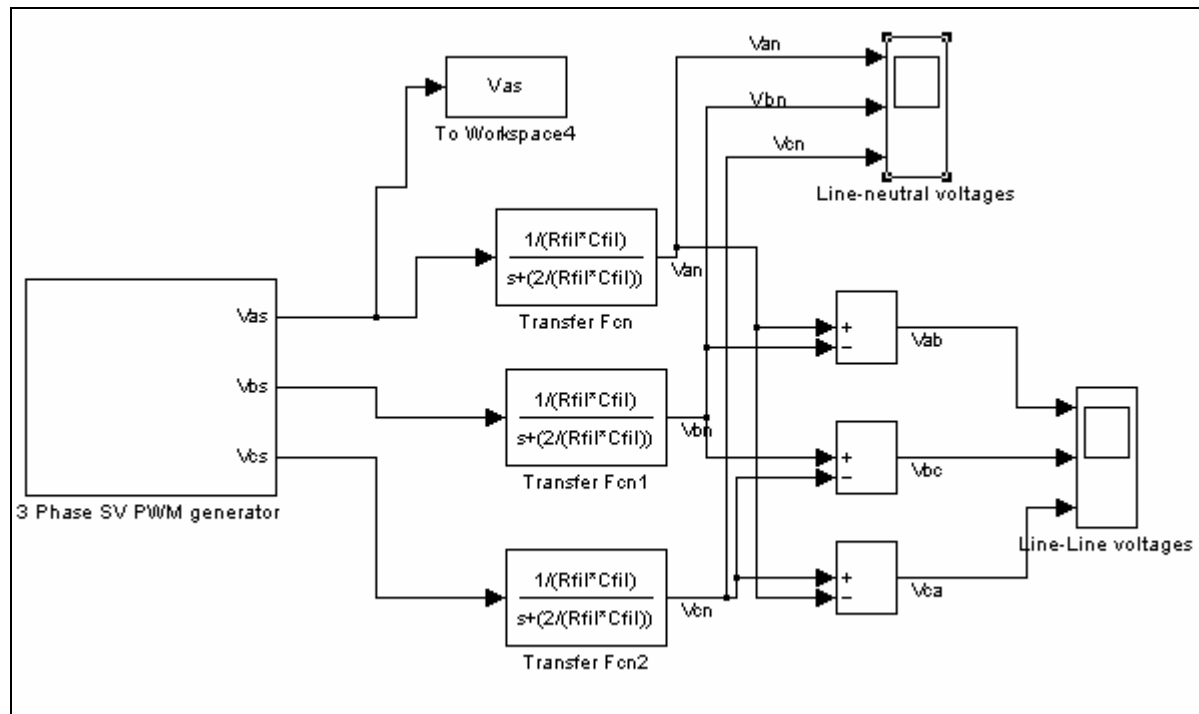 Van
Vbn
Vcn
Line-neutral voltages
Vas
To Workspace4
1/(Rfil*Cfil)
s+(2/(Rfil*Cfil))
Transfer Fcn
Van
Vas
Vbs
Vcs
3 Phase SV PWM generator
1/(Rfil*Cfil)
s+(2/(Rfil*Cfil))
Transfer Fcn1
Vbn
1/(Rfil*Cfil)
s+(2/(Rfil*Cfil))
Transfer Fcn2
Vcn
+
−
Vab
+
−
Vbc
+
−
Vca
Line-Line voltages